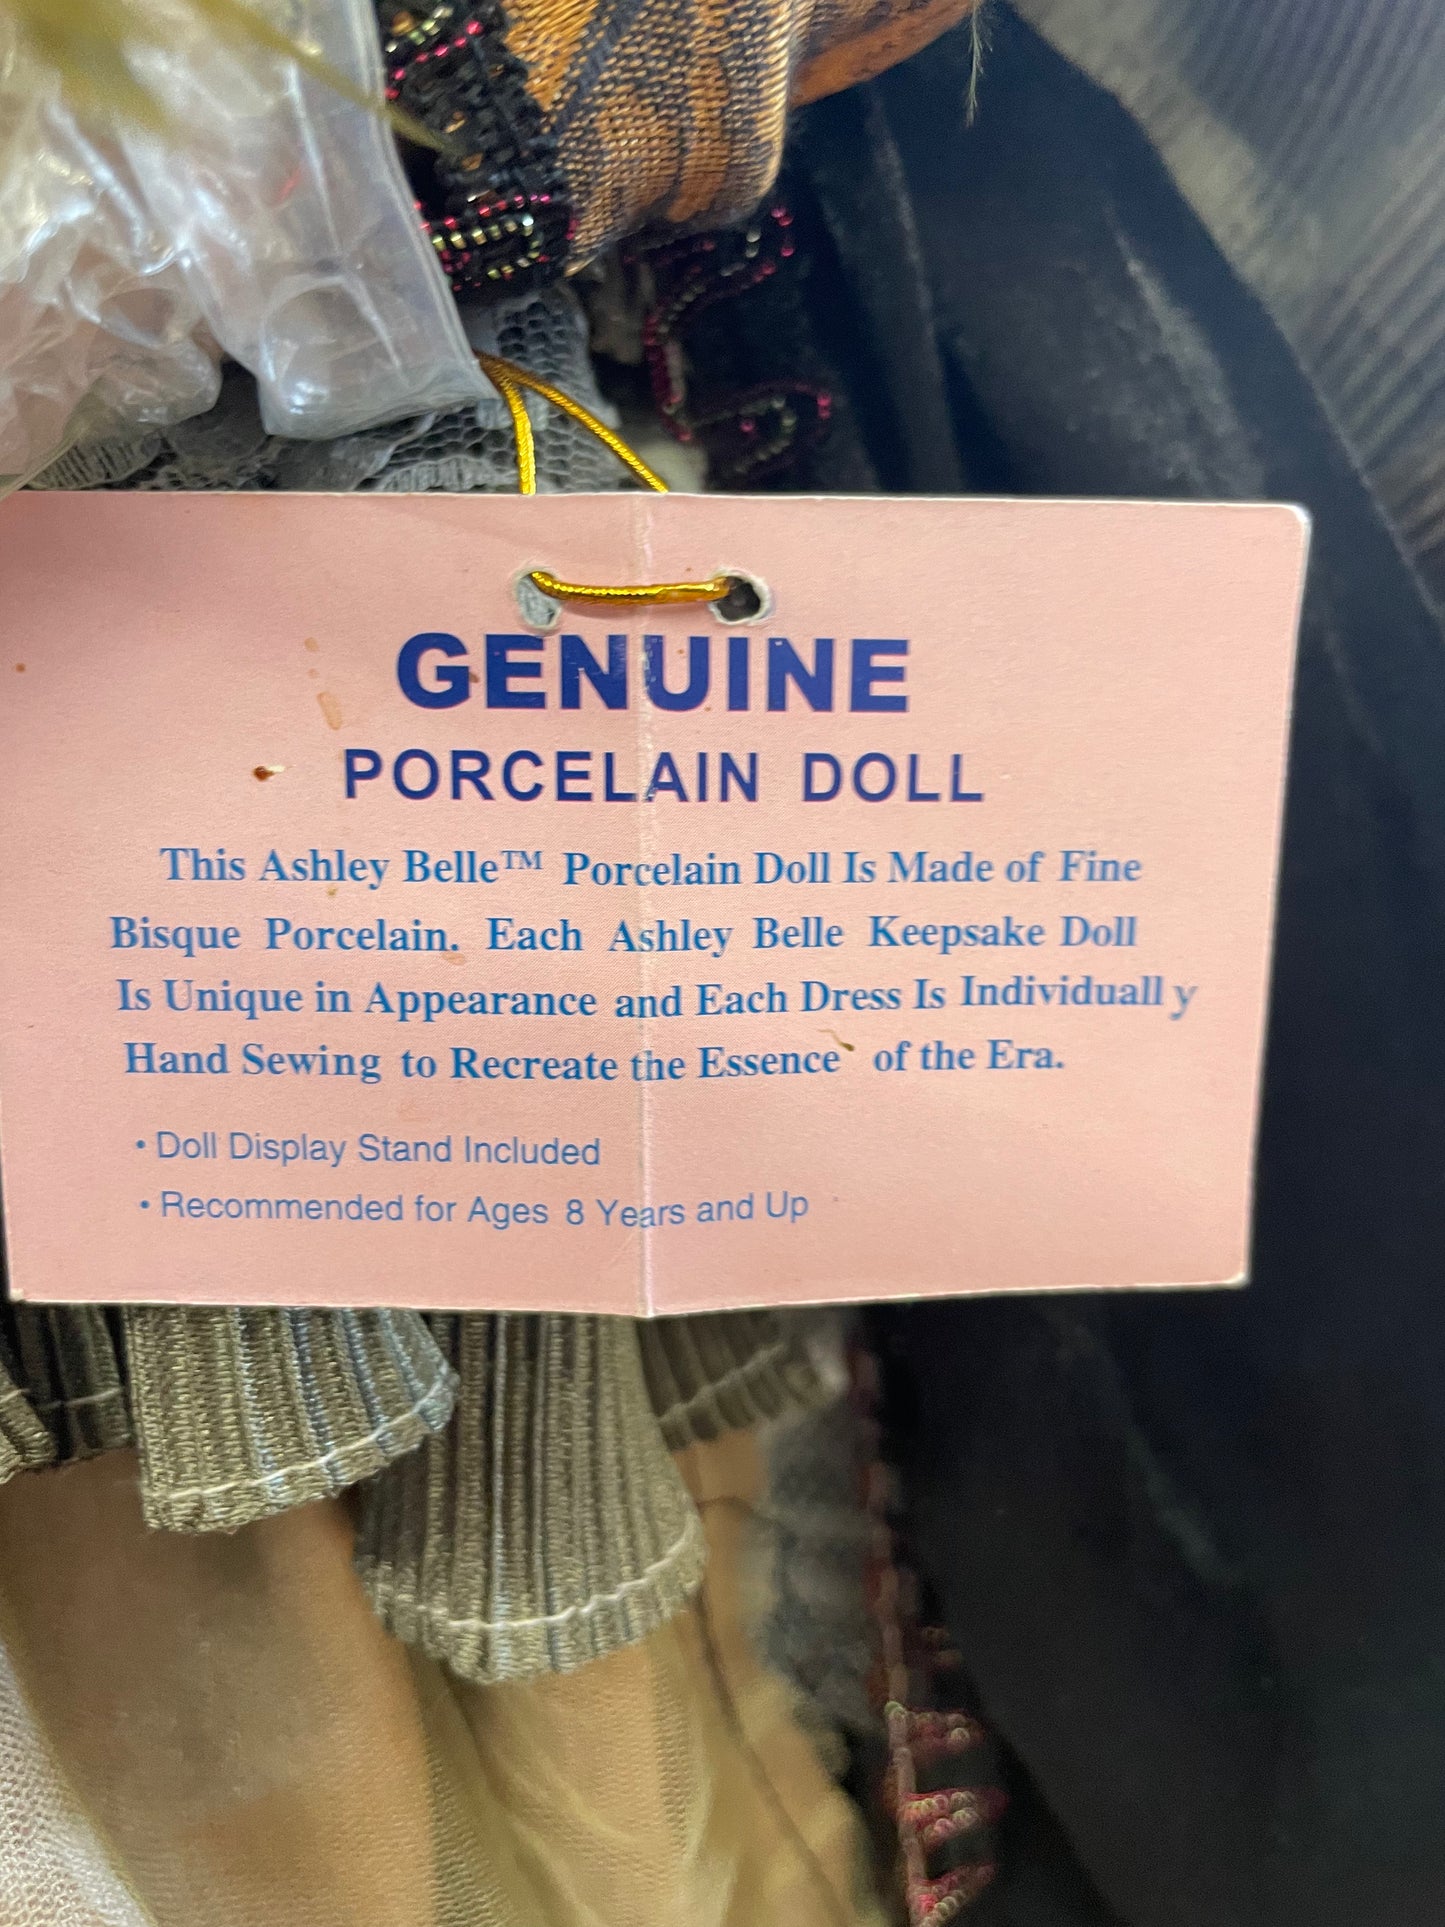 GENUINE
PORCELAIN DOLL
This Ashley Belle™ Porcelain Doll Is Made of Fine
Bisque Porcelain. Each Ashley Belle Keepsake Doll
Is Unique in Appearance and Each Dress Is Individually
Hand Sewing to Recreate the Essence of the Era.
• Doll Display Stand Included
• Recommended for Ages 8 Years and Up